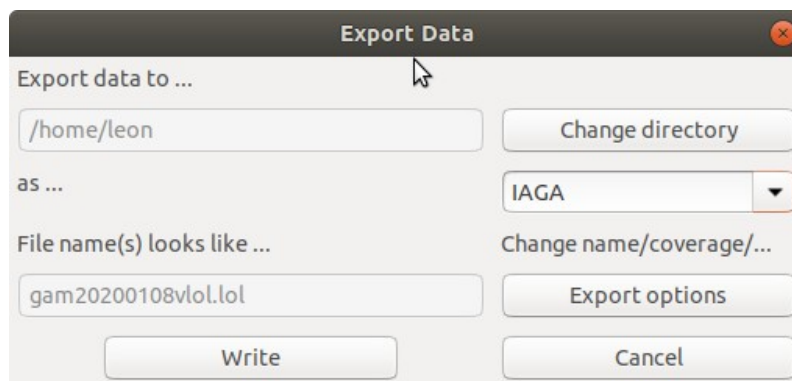 Export Data
Export data to ...
/home/leon
Change directory
as ...
IAGA
File name(s) looks like ...
Change name/coverage/...
gam20200108vlol.lol
Export options
Write
Cancel